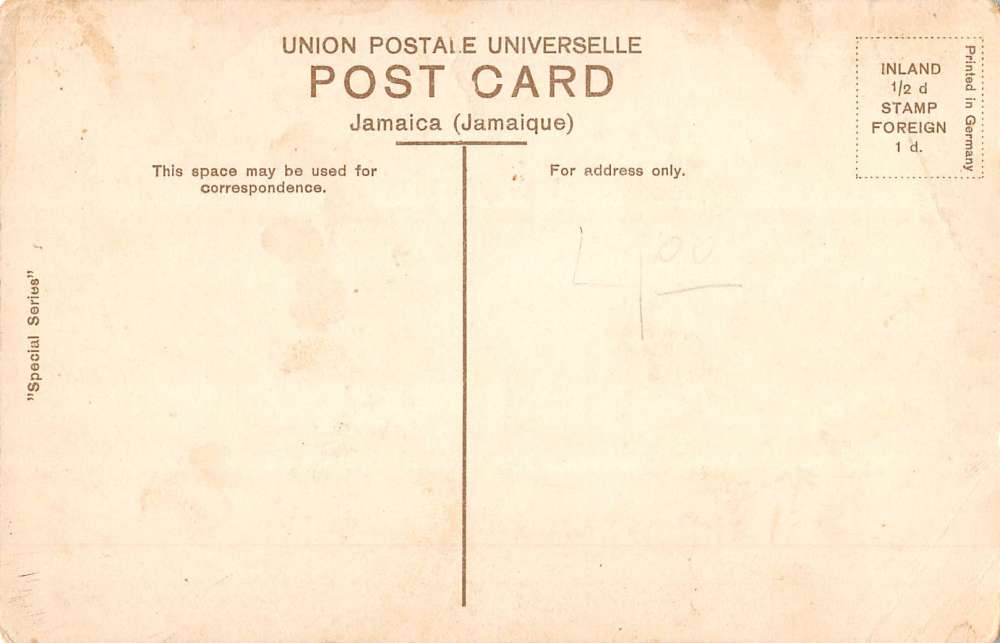 UNION POSTALE UNIVERSELLE
POST CARD
Jamaica (Jamaique)
This space may be used for
correspondence.
For address only.
INLAND
1/2 d
STAMP
FOREIGN
1 d.
Printed in Germany
"Special Series"
400